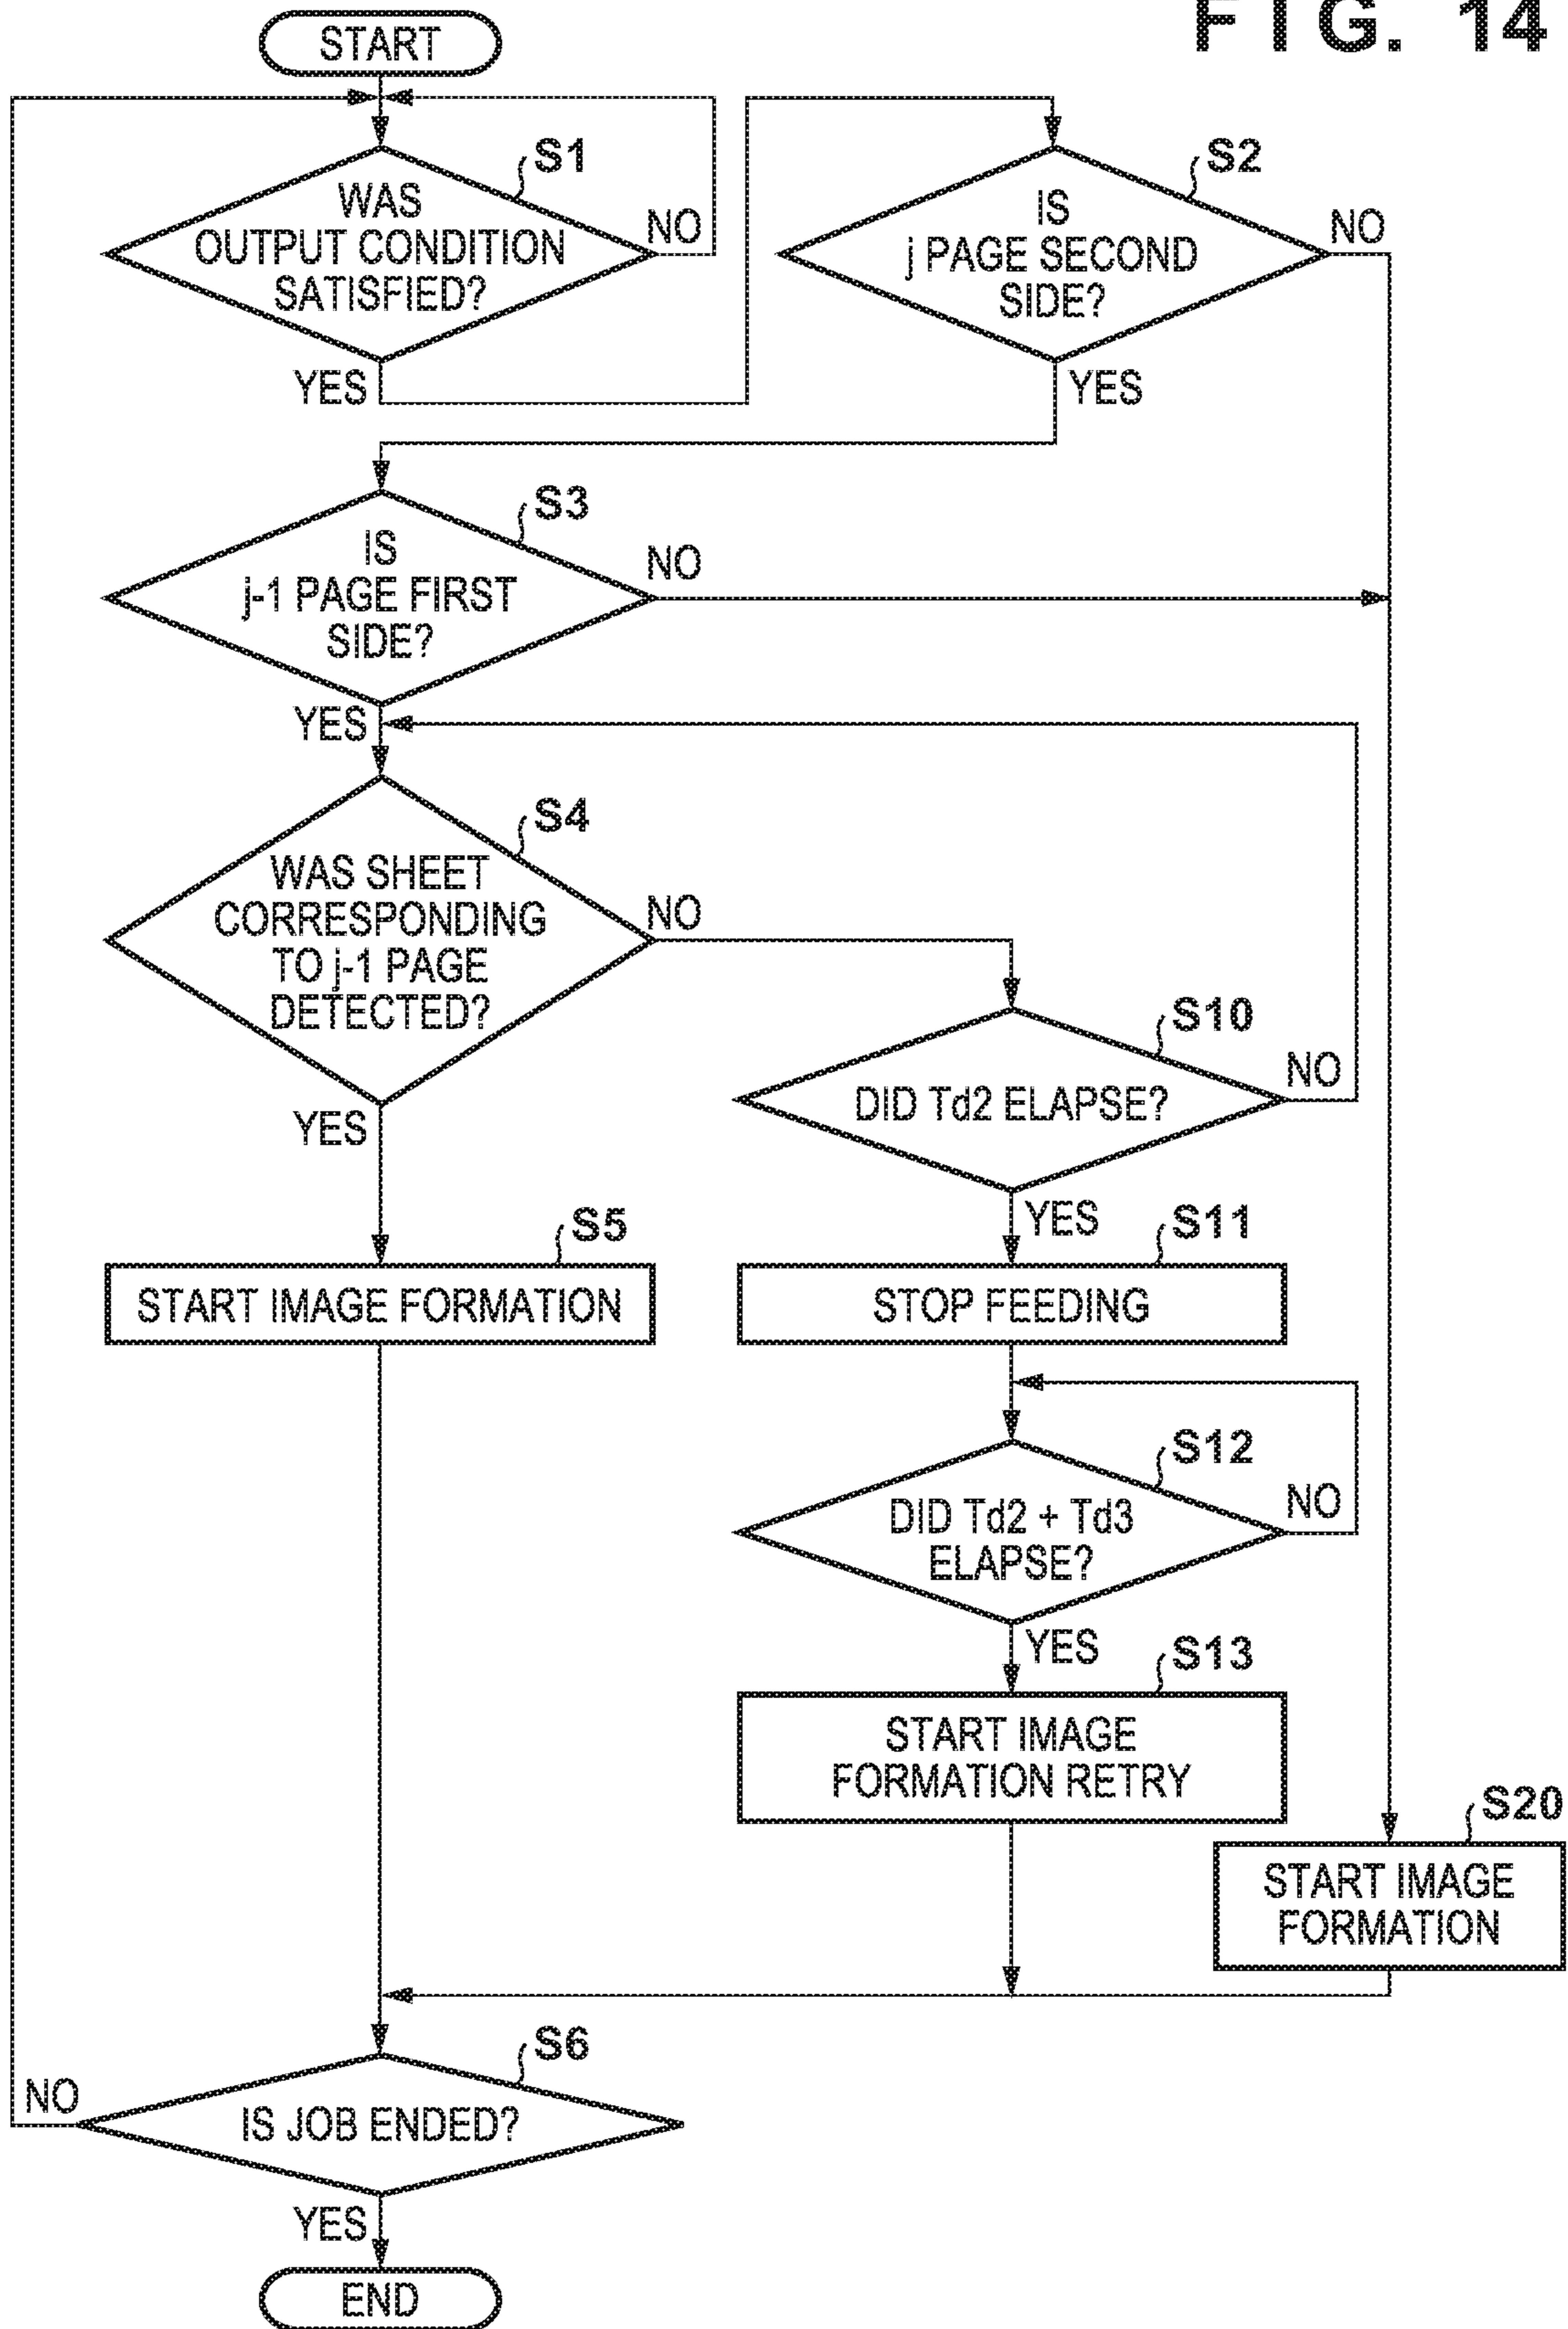 FIG. 14
START
S1
WAS
OUTPUT CONDITION
SATISFIED?
NO
YES
S2
IS
j PAGE SECOND
SIDE?
NO
YES
S3
IS
j-1 PAGE FIRST
SIDE?
NO
YES
S4
WAS SHEET
CORRESPONDING
TO j-1 PAGE
DETECTED?
NO
YES
S10
DID Td2 ELAPSE?
NO
YES
S5
START IMAGE FORMATION
S11
STOP FEEDING
S12
DID Td2 + Td3
ELAPSE?
NO
YES
S13
START IMAGE
FORMATION RETRY
S20
START IMAGE
FORMATION
S6
IS JOB ENDED?
NO
YES
END